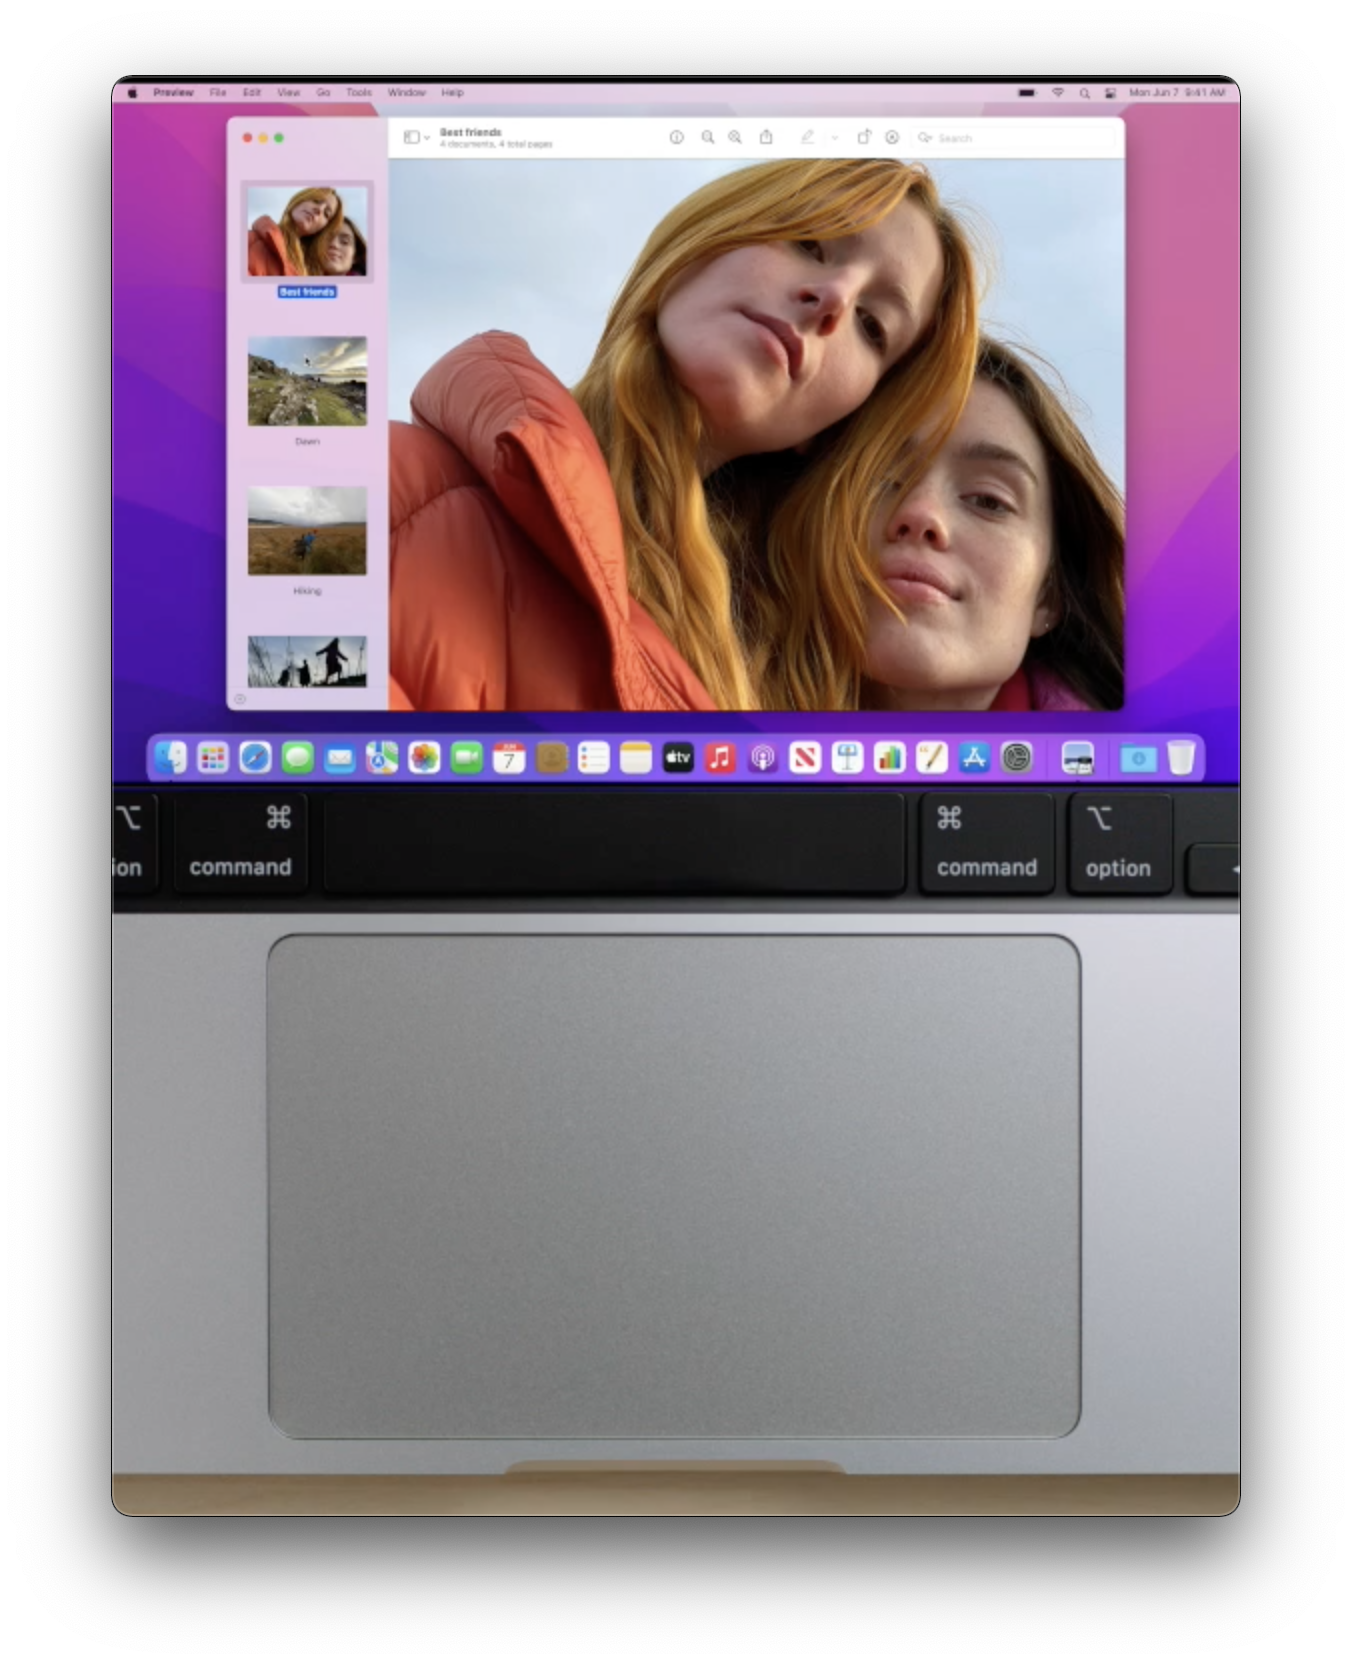 Preview File Edit View Go Tools Window Help Mon Jun 7 9:41 AM
Best friends
4 documents, 4 total pages
Search
Best friends
Dawn
Hiking
JUN
7
tv
command
command
ion
option